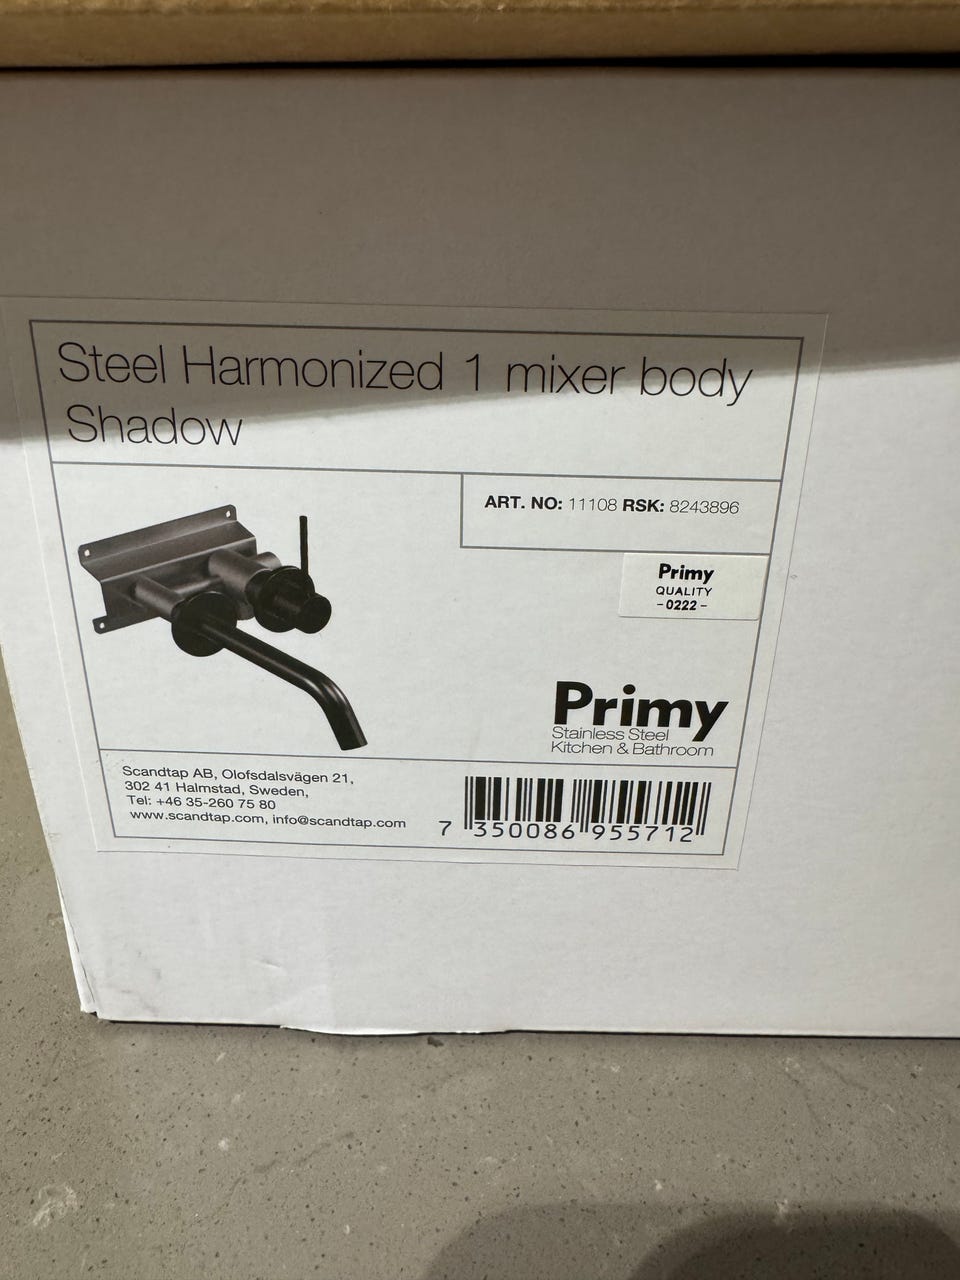 Steel Harmonized 1 mixer body
Shadow
ART. NO: 11108 RSK: 8243896
Primy
QUALITY
-0222-
Primy
Stainless Steel
Kitchen & Bathroom
Scandtap AB, Olofsdalsvägen 21,
302 41 Halmstad, Sweden,
Tel: +46 35-260 75 80
www.scandtap.com, info@scandtap.com
7 350086 955712